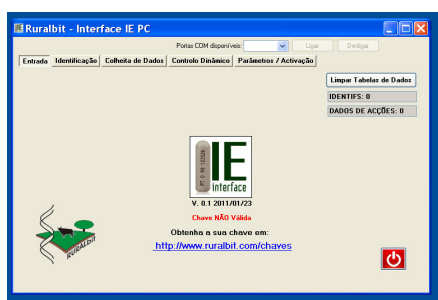 Ruralbit - Interface IE PC
Portas COM disponíveis: Ligar Desligar
Entrada Identificação Colheita de Dados Controlo Dinâmico Parâmetros / Activação
Limpar Tabelas de Dados
IDENTIFS: 0
DADOS DE ACÇÕES: 0
IE
interface
V. 0.1 2011/01/23
Chave NÃO Válida
Obtenha a sua chave em:
http://www.ruralbit.com/chaves
RURALbit